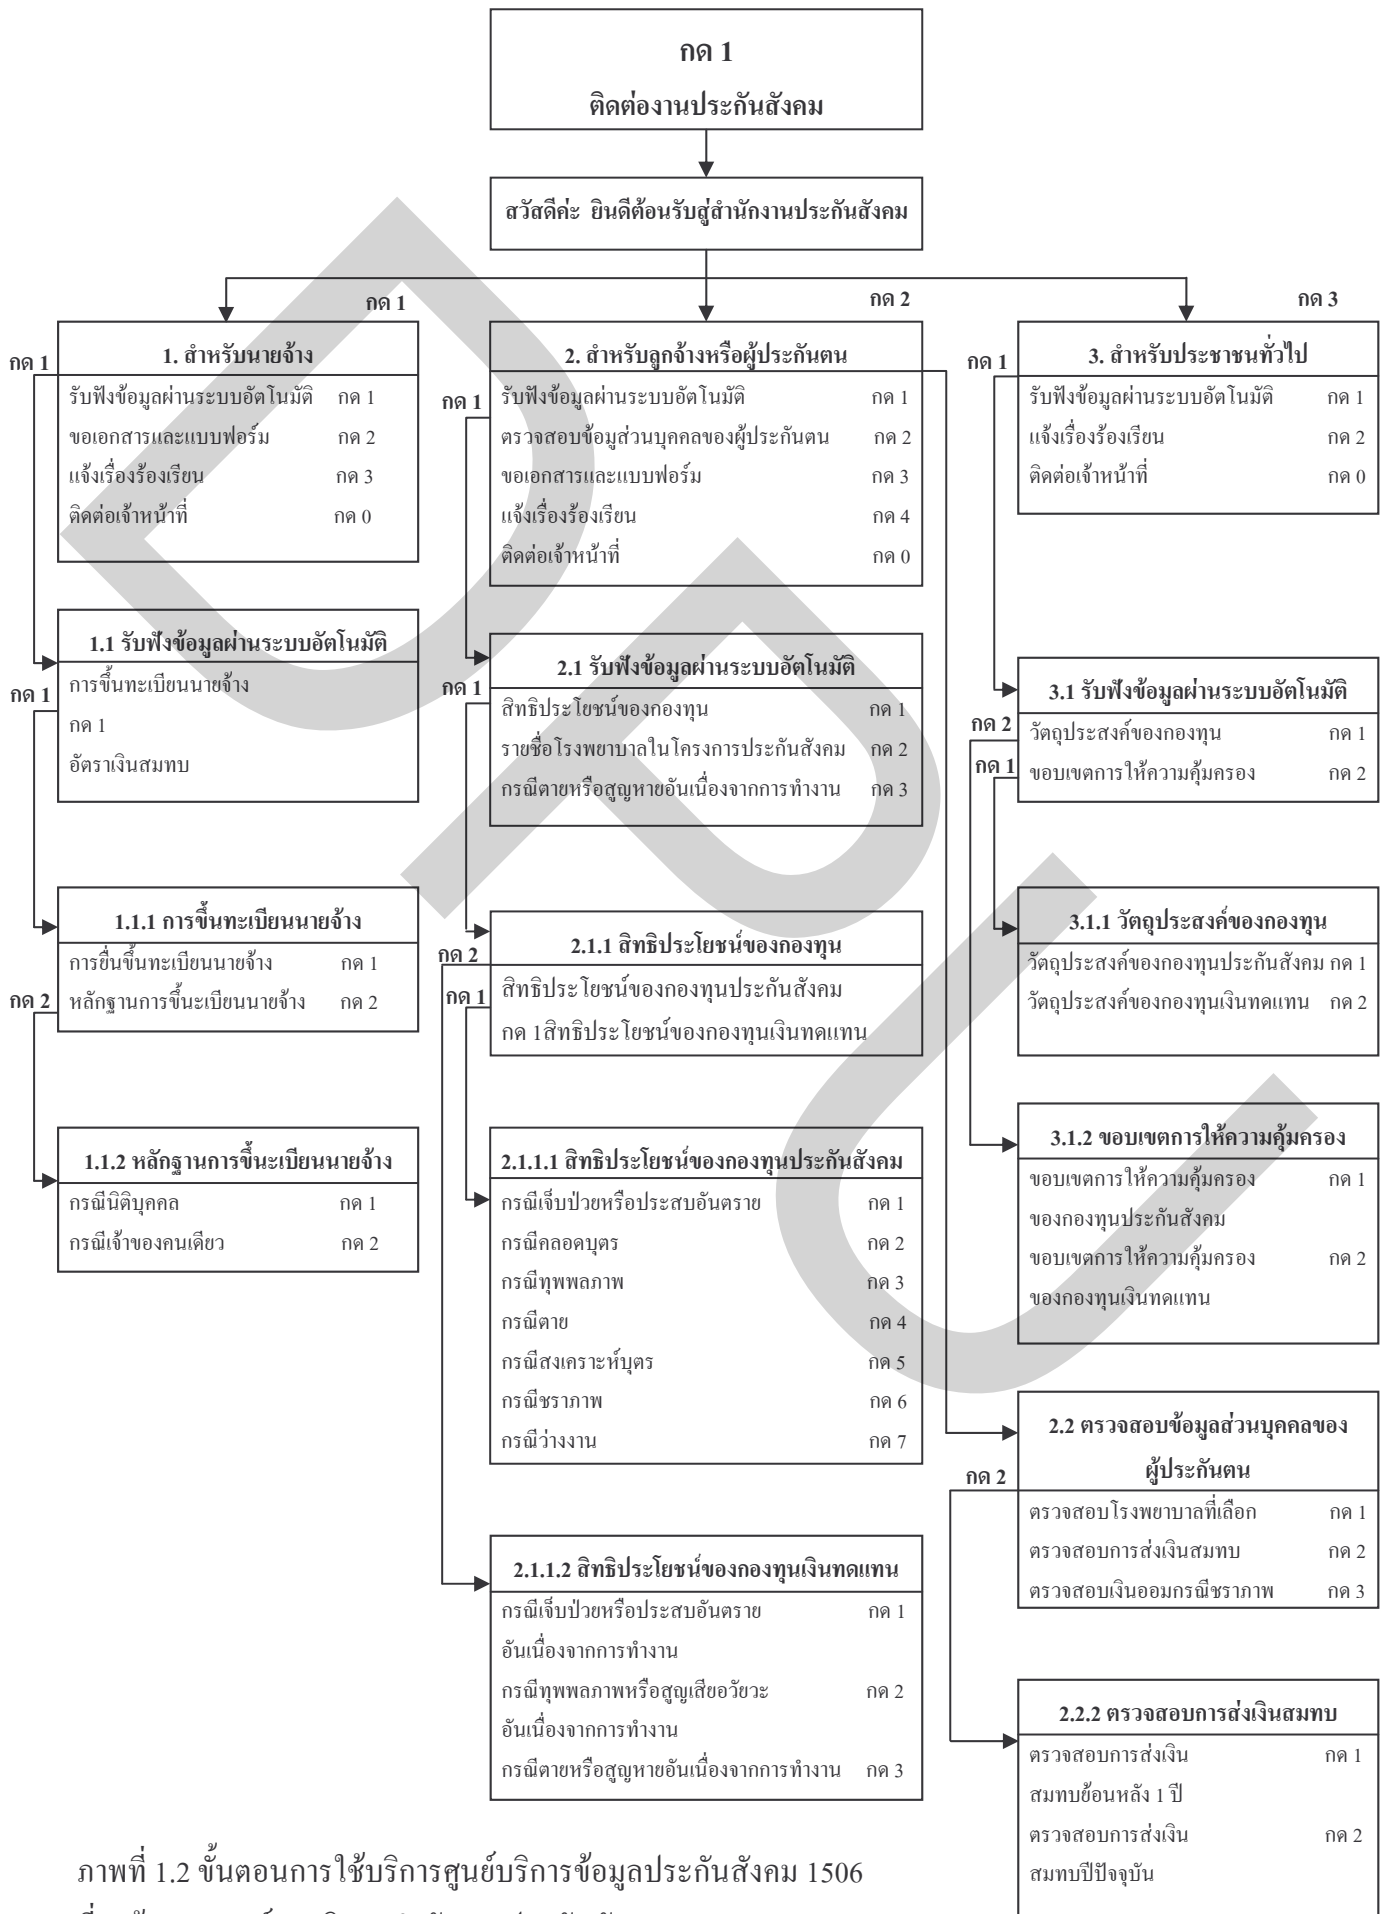 กด 1
ติดต่องานประกันสังคม
สวัสดีค่ะ ยินดีต้อนรับสู่สำนักงานประกันสังคม
กด 1
กด 2
กด 3
กด 1
1. สำหรับนายจ้าง
รับฟังข้อมูลผ่านระบบอัตโนมัติ กด 1
ขอเอกสารและแบบฟอร์ม กด 2
แจ้งเรื่องร้องเรียน กด 3
ติดต่อเจ้าหน้าที่ กด 0
1.1 รับฟังข้อมูลผ่านระบบอัตโนมัติ
กด 1
การขึ้นทะเบียนนายจ้าง
กด 1
อัตราเงินสมทบ
1.1.1 การขึ้นทะเบียนนายจ้าง
การยื่นขึ้นทะเบียนนายจ้าง กด 1
กด 2
หลักฐานการขึ้นะเบียนนายจ้าง กด 2
1.1.2 หลักฐานการขึ้นะเบียนนายจ้าง
กรณีนิติบุคคล กด 1
กรณีเจ้าของคนเดียว กด 2
2. สำหรับลูกจ้างหรือผู้ประกันตน
กด 1
รับฟังข้อมูลผ่านระบบอัตโนมัติ กด 1
ตรวจสอบข้อมูส่วนบุคคลของผู้ประกันตน กด 2
ขอเอกสารและแบบฟอร์ม กด 3
แจ้งเรื่องร้องเรียน กด 4
ติดต่อเจ้าหน้าที่ กด 0
2.1 รับฟังข้อมูลผ่านระบบอัตโนมัติ
กด 1
สิทธิประโยชน์ของกองทุน กด 1
รายชื่อโรงพยาบาลในโครงการประกันสังคม กด 2
กรณีตายหรือสูญหายอันเนื่องจากการทำงาน กด 3
2.1.1 สิทธิประโยชน์ของกองทุน
กด 2
กด 1
สิทธิประโยชน์ของกองทุนประกันสังคม
กด 1สิทธิประโยชน์ของกองทุนเงินทดแทน
2.1.1.1 สิทธิประโยชน์ของกองทุนประกันสังคม
กรณีเจ็บป่วยหรือประสบอันตราย กด 1
กรณีคลอดบุตร กด 2
กรณีทุพพลภาพ กด 3
กรณีตาย กด 4
กรณีสงเคราะห์บุตร กด 5
กรณีชราภาพ กด 6
กรณีว่างงาน กด 7
2.1.1.2 สิทธิประโยชน์ของกองทุนเงินทดแทน
กรณีเจ็บป่วยหรือประสบอันตราย กด 1
อันเนื่องจากการทำงาน
กรณีทุพพลภาพหรือสูญเสียอวัยวะ กด 2
อันเนื่องจากการทำงาน
กรณีตายหรือสูญหายอันเนื่องจากการทำงาน กด 3
กด 1
3. สำหรับประชาชนทั่วไป
รับฟังข้อมูลผ่านระบบอัตโนมัติ กด 1
แจ้งเรื่องร้องเรียน กด 2
ติดต่อเจ้าหน้าที่ กด 0
3.1 รับฟังข้อมูลผ่านระบบอัตโนมัติ
กด 2
วัตถุประสงค์ของกองทุน กด 1
กด 1
ขอบเขตการให้ความคุ้มครอง กด 2
3.1.1 วัตถุประสงค์ของกองทุน
วัตถุประสงค์ของกองทุนประกันสังคม กด 1
วัตถุประสงค์ของกองทุนเงินทดแทน กด 2
3.1.2 ขอบเขตการให้ความคุ้มครอง
ขอบเขตการให้ความคุ้มครอง กด 1
ของกองทุนประกันสังคม
ขอบเขตการให้ความคุ้มครอง กด 2
ของกองทุนเงินทดแทน
2.2 ตรวจสอบข้อมูลส่วนบุคคลของ
ผู้ประกันตน
กด 2
ตรวจสอบโรงพยาบาลที่เลือก กด 1
ตรวจสอบการส่งเงินสมทบ กด 2
ตรวจสอบเงินออมกรณีชราภาพ กด 3
2.2.2 ตรวจสอบการส่งเงินสมทบ
ตรวจสอบการส่งเงิน กด 1
สมทบย้อนหลัง 1 ปี
ตรวจสอบการส่งเงิน กด 2
สมทบปีปัจจุบัน
ภาพที่ 1.2 ขั้นตอนการใช้บริการศูนย์บริการข้อมูลประกันสังคม 1506
DPU